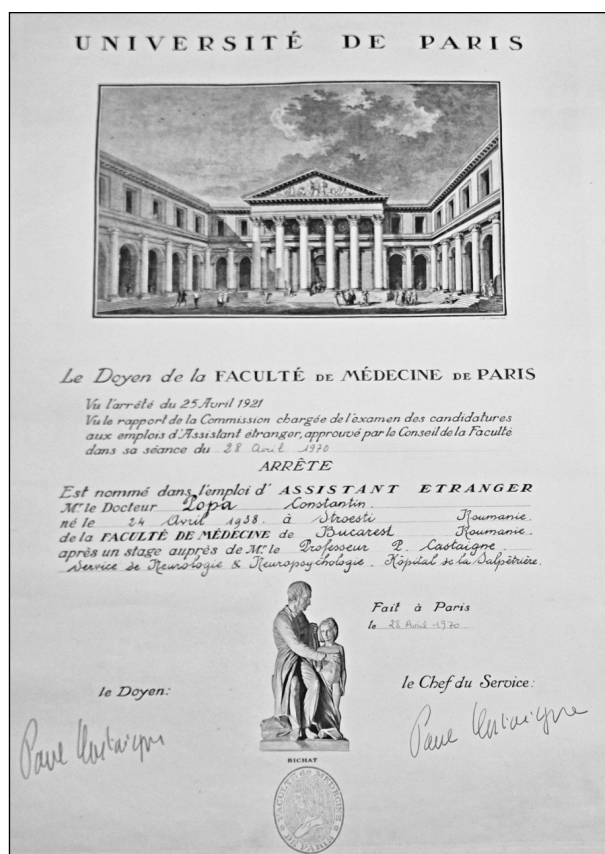 UNIVERSITÉ DE PARIS
Le Doyen de la FACULTÉ DE MÉDECINE DE PARIS
Vu l'arrêté du 25 Avril 1921
Vu le rapport de la Commission chargée de l'examen des candidatures
aux emplois d'Assistant étranger, approuvé par le Conseil de la Faculté
dans sa séance du 28 Avril 1970
ARRÊTE
Est nommé dans l'emploi d'ASSISTANT ETRANGER
Mr. le Docteur Popa Constantin
né le 24 Avril 1938 à Stroesti Roumanie.
de la FACULTÉ DE MÉDECINE de Bucarest Roumanie.
après un stage auprès de Mr. le Professeur P. Castaigne
Service de Neurologie & Neuropsychologie. Hôpital de la Salpêtrière.
Fait à Paris
le 28 Avril 1970
le Doyen:
le Chef du Service:
Paul Castaigne
Paul Castaigne
BICHAT
FACULTÉ DE MÉDECINE
DE PARIS